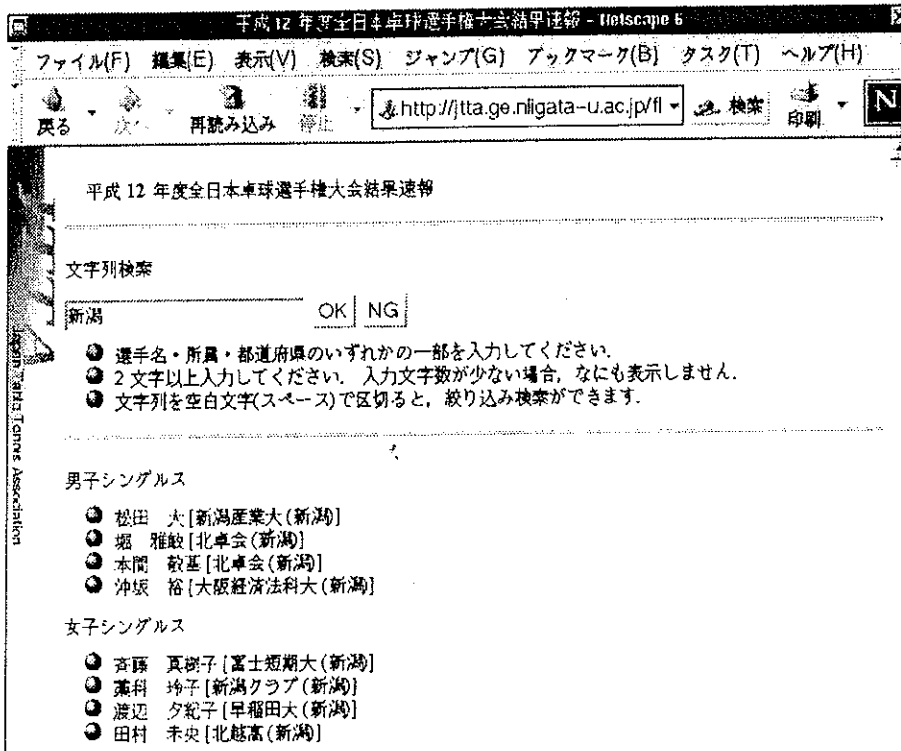 平成 12 年度全日本卓球選手権大会結果速報 - Netscape 6
ファイル(F) 編集(E) 表示(V) 検索(S) ジャンプ(G) ブックマーク(B) タスク(T) ヘルプ(H)
戻る 次へ 再読み込み 停止 http://jtta.ge.niigata-u.ac.jp/fl 検索 印刷 N
平成 12 年度全日本卓球選手権大会結果速報
文字列検索
新潟 OK NG
選手名・所属・都道府県のいずれかの一部を入力してください.
2 文字以上入力してください. 入力文字数が少ない場合, なにも表示しません.
文字列を空白文字(スペース)で区切ると, 絞り込み検索ができます.
Japan Table Tennis Association
男子シングルス
松田 大 [新潟産業大 (新潟)]
堀 雅敏 [北卓会 (新潟)]
本間 敬基 [北卓会 (新潟)]
沖坂 裕 [大阪経済法科大 (新潟)]
女子シングルス
斉藤 真樹子 [富士短期大 (新潟)]
藁科 玲子 [新潟クラブ (新潟)]
渡辺 夕紀子 [早稲田大 (新潟)]
田村 未央 [北越高 (新潟)]